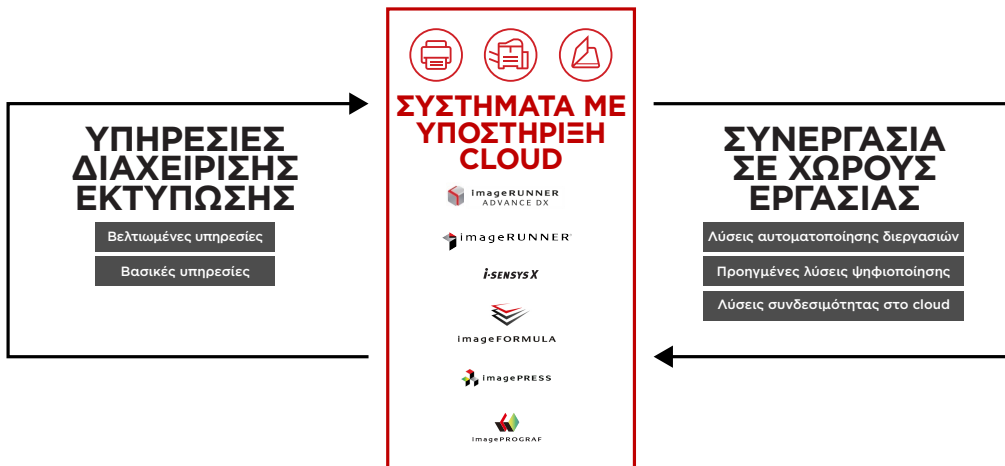 ΥΠΗΡΕΣΙΕΣ
ΔΙΑΧΕΙΡΙΣΗΣ
ΕΚΤΥΠΩΣΗΣ
Βελτιωμένες υπηρεσίες
Βασικές υπηρεσίες
ΣΥΣΤΗΜΑΤΑ ΜΕ
ΥΠΟΣΤΗΡΙΞΗ
CLOUD
imageRUNNER
ADVANCE DX
imageRUNNER
i-SENSYS X
imageFORMULA
imagePRESS
imagePROGRAF
ΣΥΝΕΡΓΑΣΙΑ
ΣΕ ΧΩΡΟΥΣ
ΕΡΓΑΣΙΑΣ
Λύσεις αυτοματοποίησης διεργασιών
Προηγμένες λύσεις ψηφιοποίησης
Λύσεις συνδεσιμότητας στο cloud